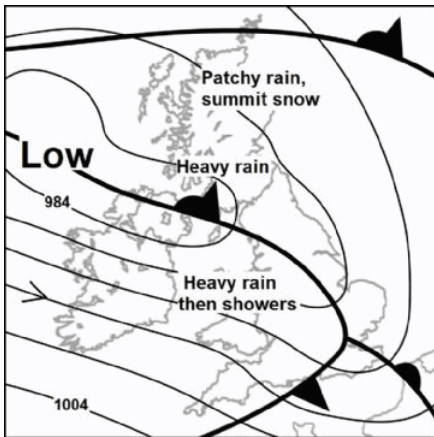 Patchy rain,
summit snow
Low
Heavy rain
984
Heavy rain
then showers
1004